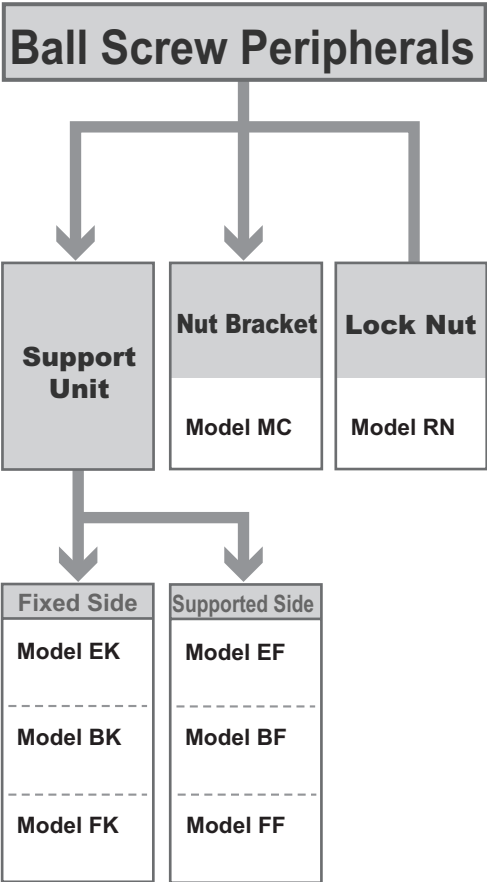 Ball Screw Peripherals
Support
Unit
Nut Bracket
Model MC
Lock Nut
Model RN
Fixed Side
Model EK
Model BK
Model FK
Supported Side
Model EF
Model BF
Model FF